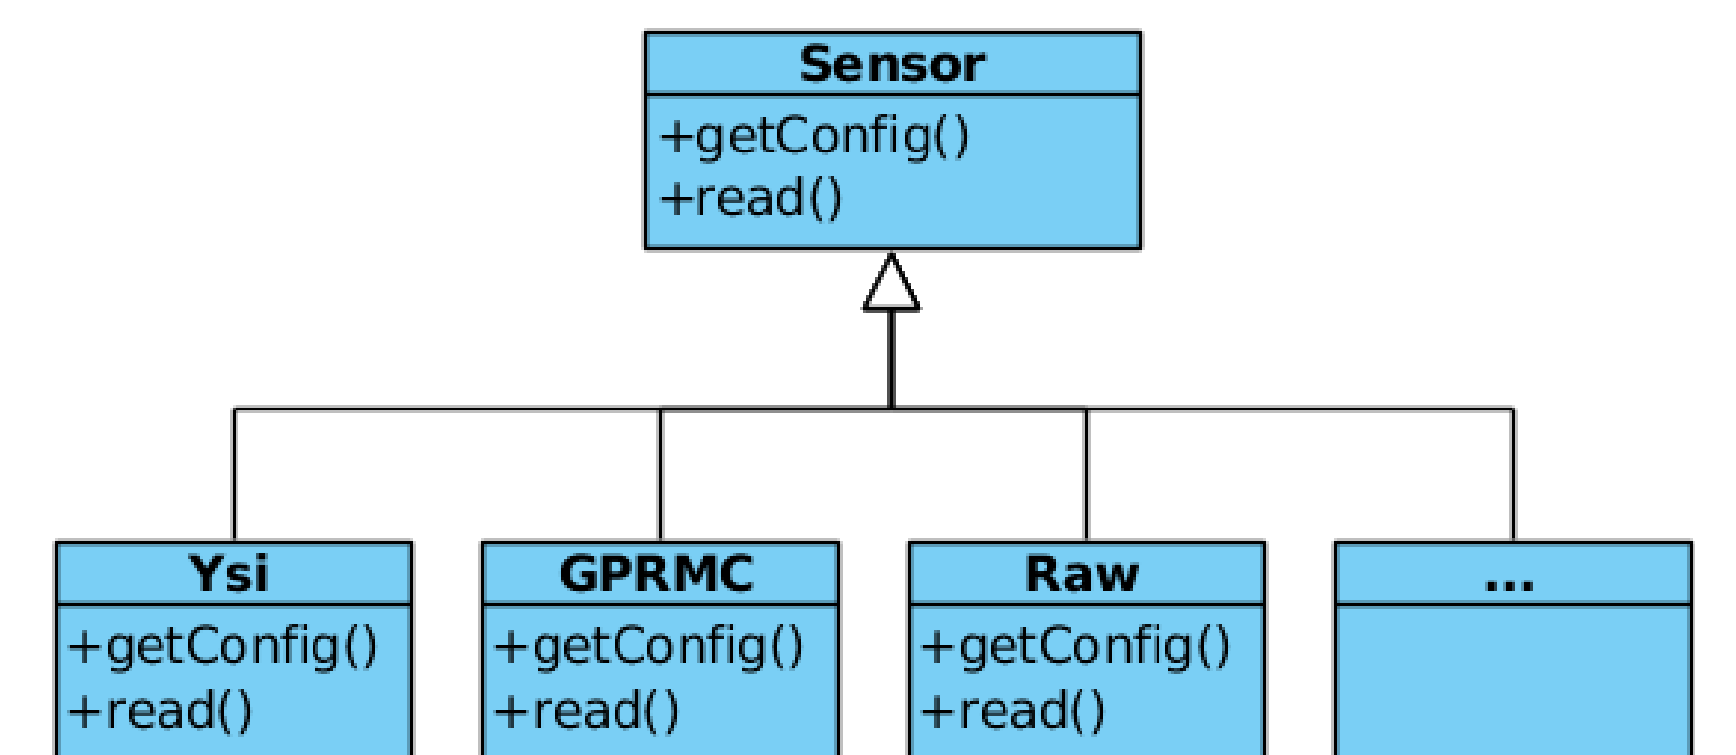 Sensor
+getConfig()
+read()
Ysi
+getConfig()
+read()
GPRMC
+getConfig()
+read()
Raw
+getConfig()
+read()
...